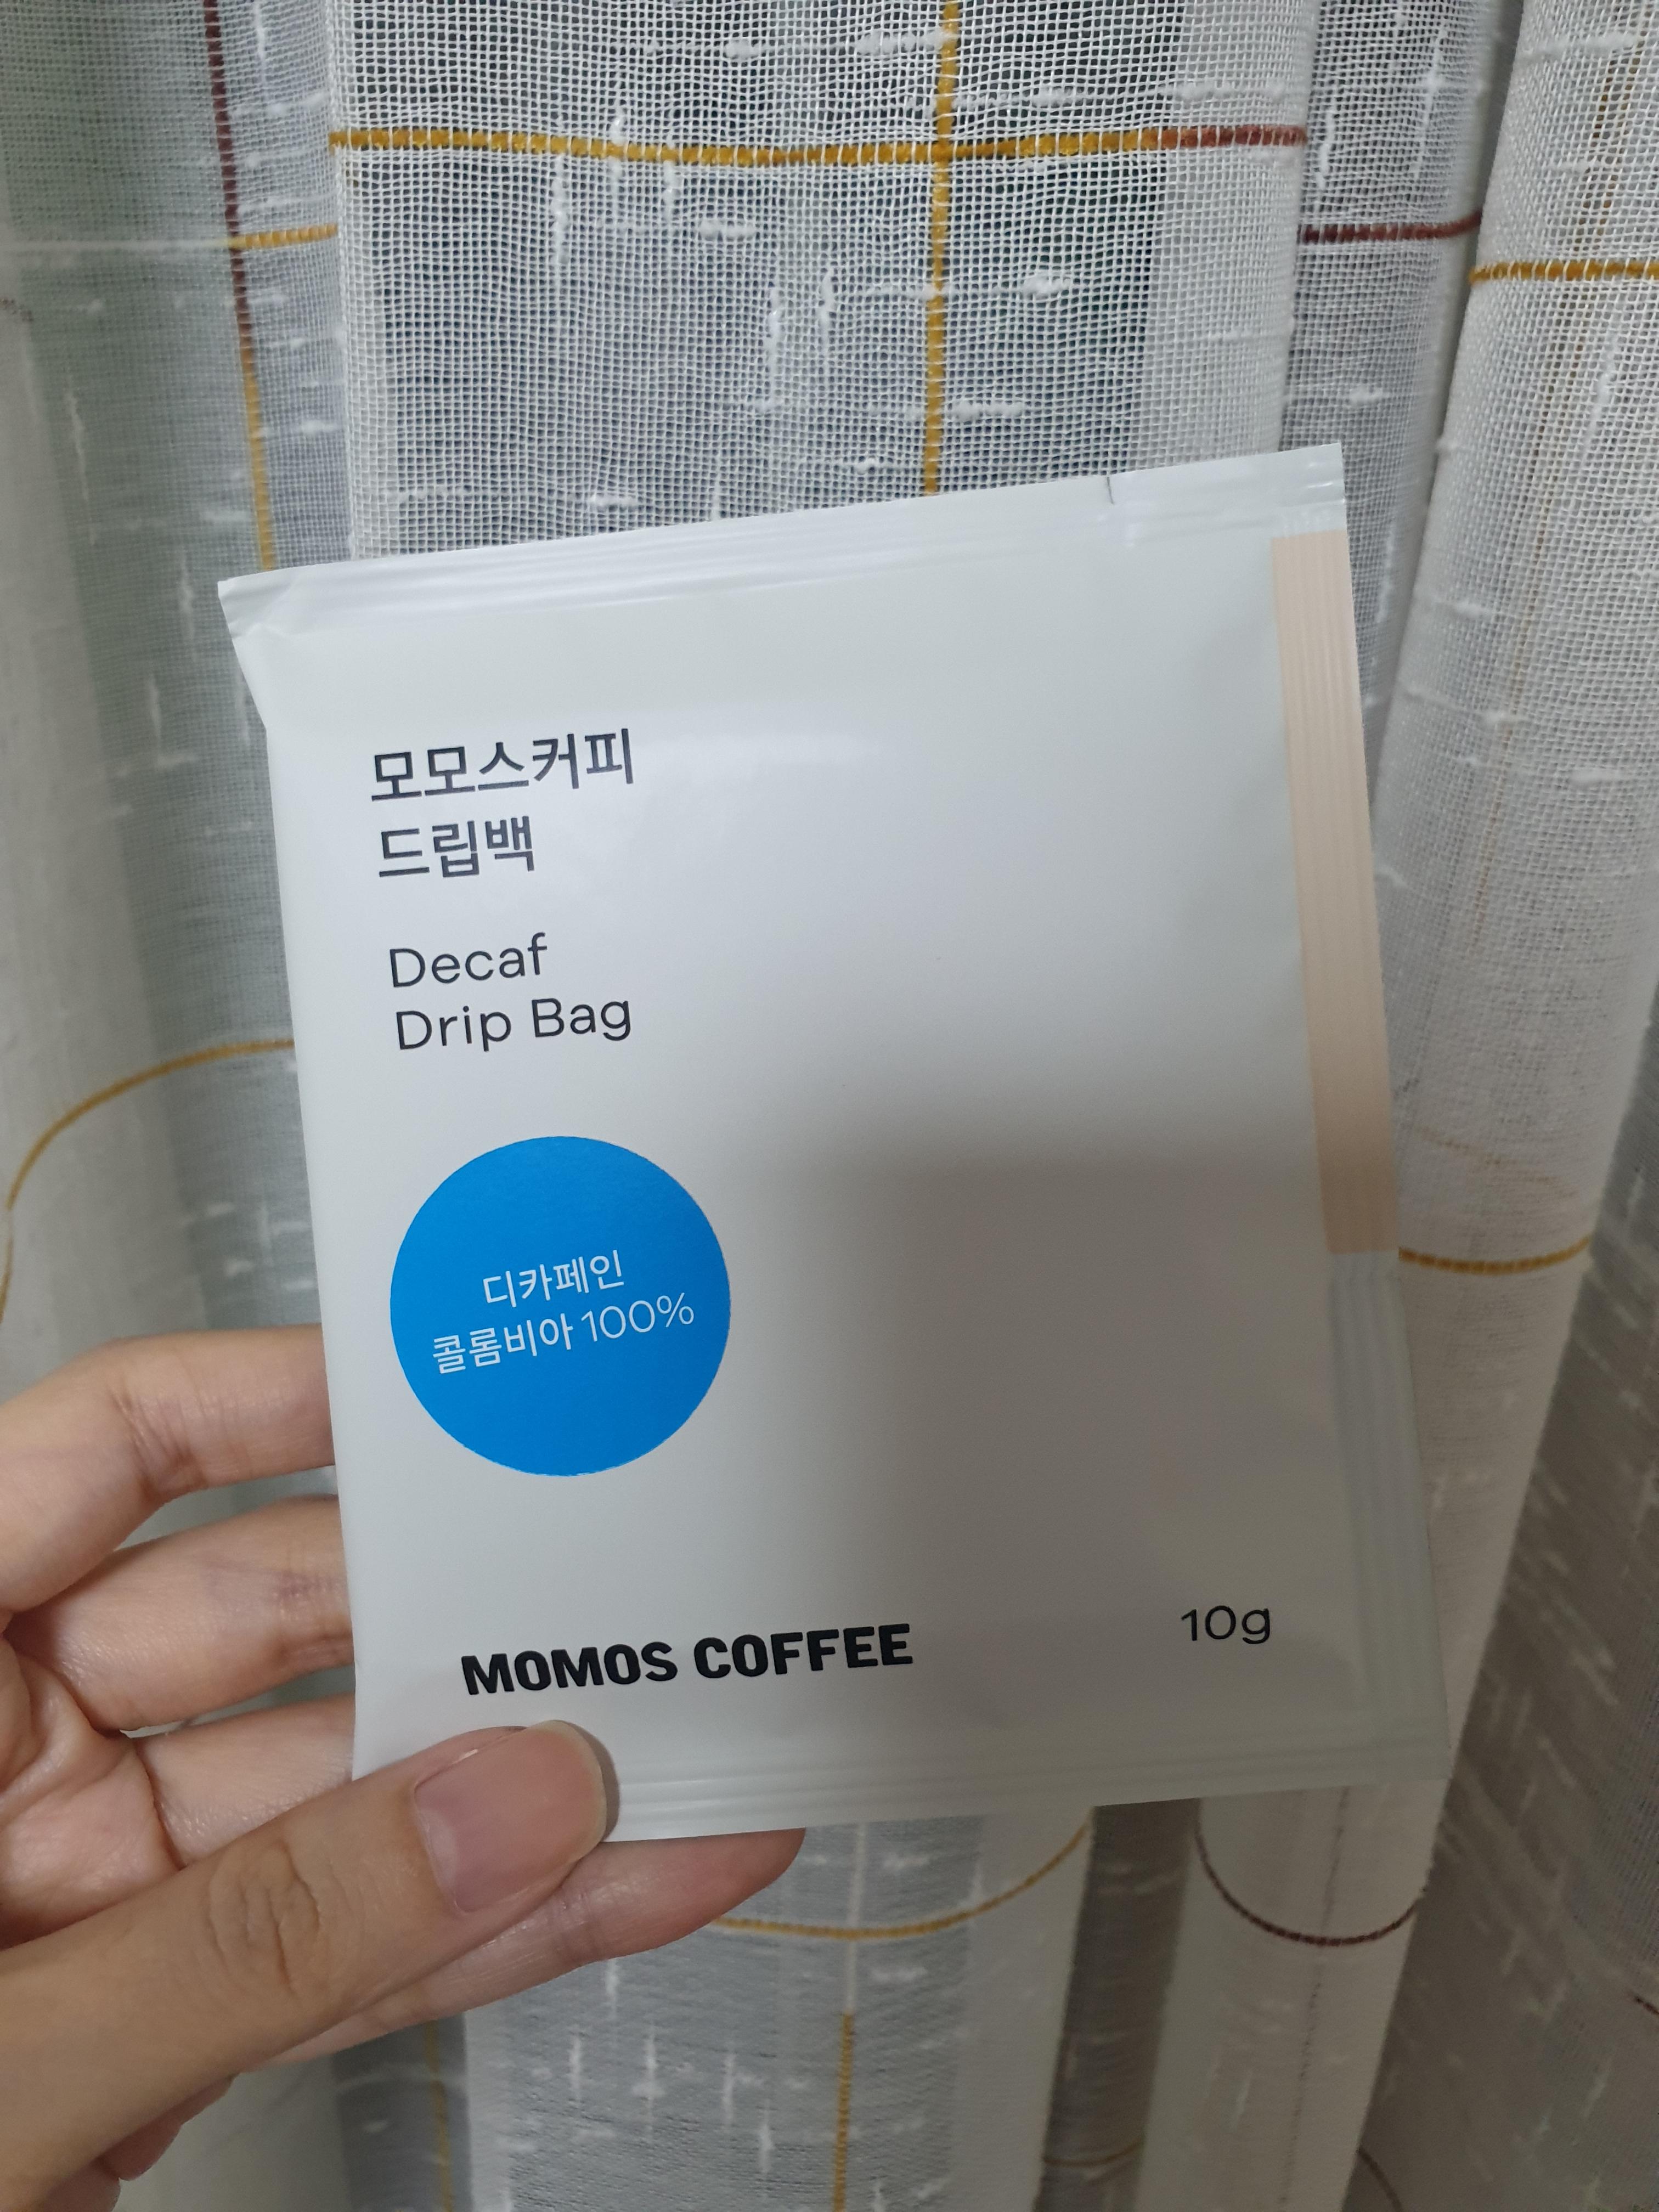 모모스커피
드립백
Decaf
Drip Bag
디카페인
콜롬비아 100%
MOMOS COFFEE
10g